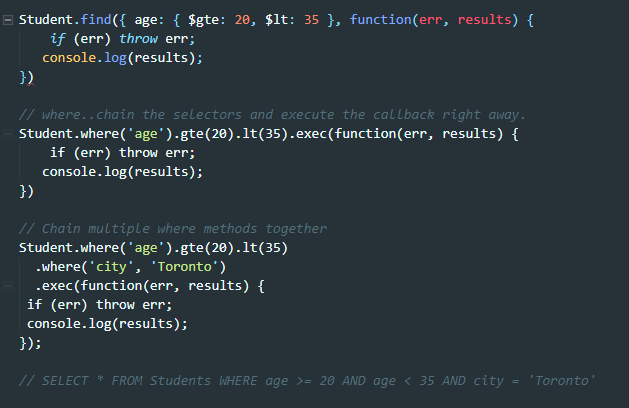 Student.find({ age: { $gte: 20, $lt: 35 }, function(err, results) {
if (err) throw err;
console.log(results);
})
// where..chain the selectors and execute the callback right away.
Student.where('age').gte(20).lt(35).exec(function(err, results) {
if (err) throw err;
console.log(results);
})
// Chain multiple where methods together
Student.where('age').gte(20).lt(35)
.where('city', 'Toronto')
.exec(function(err, results) {
if (err) throw err;
console.log(results);
});
// SELECT * FROM Students WHERE age >= 20 AND age < 35 AND city = 'Toronto'